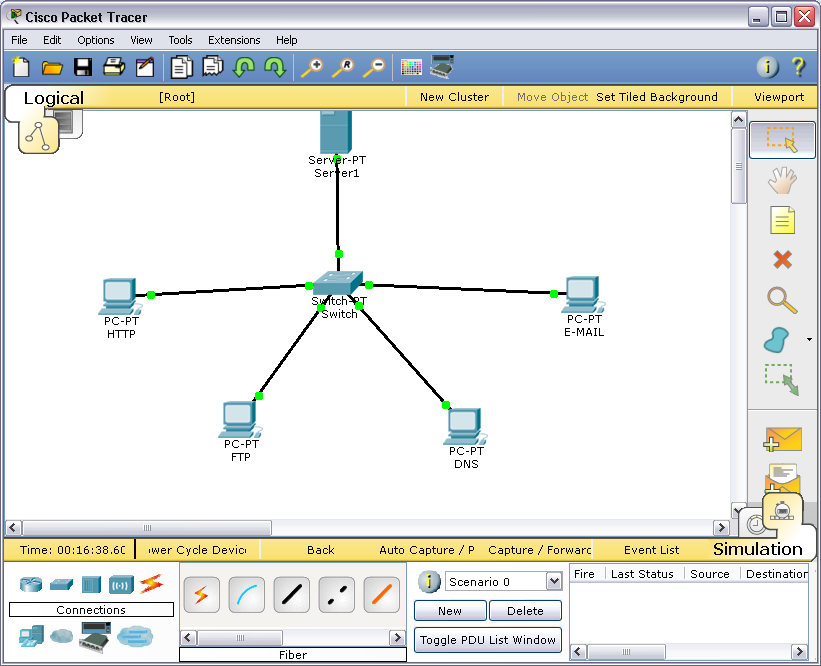 Cisco Packet Tracer
File Edit Options View Tools Extensions Help
Logical [Root] New Cluster Move Object Set Tiled Background Viewport
Server-PT
Server1
Switch-PT
Switch
PC-PT
HTTP
PC-PT
E-MAIL
PC-PT
FTP
PC-PT
DNS
Time: 00:16:38.60 wer Cycle Device Back Auto Capture / P Capture / Forward Event List Simulation
Connections
Fiber
Scenario 0
New Delete
Toggle PDU List Window
Fire Last Status Source Destination